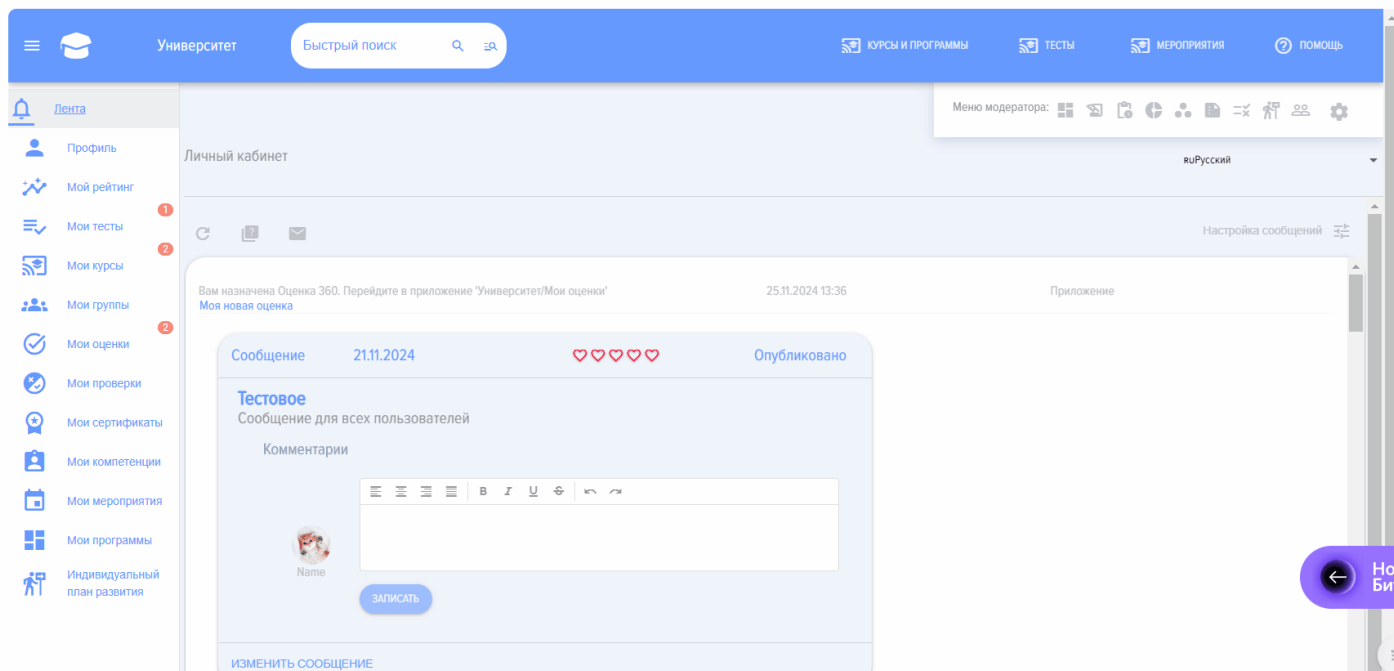 Университет
Быстрый поиск
КУРСЫ И ПРОГРАММЫ
ТЕСТЫ
МЕРОПРИЯТИЯ
ПОМОЩЬ
Лента
Меню модератора:
Профиль
Личный кабинет
ruРусский
Мой рейтинг
1
Мои тесты
Настройка сообщений
2
Мои курсы
Вам назначена Оценка 360. Перейдите в приложение 'Университет/Мои оценки'
25.11.2024 13:36
Приложение
Моя новая оценка
Мои группы
2
Мои оценки
Сообщение
21.11.2024
Опубликовано
Мои проверки
Тестовое
Сообщение для всех пользователей
Мои сертификаты
Комментарии
Мои компетенции
B I U S
Мои мероприятия
Мои программы
Name
Индивидуальный
план развития
ЗАПИСАТЬ
ИЗМЕНИТЬ СООБЩЕНИЕ